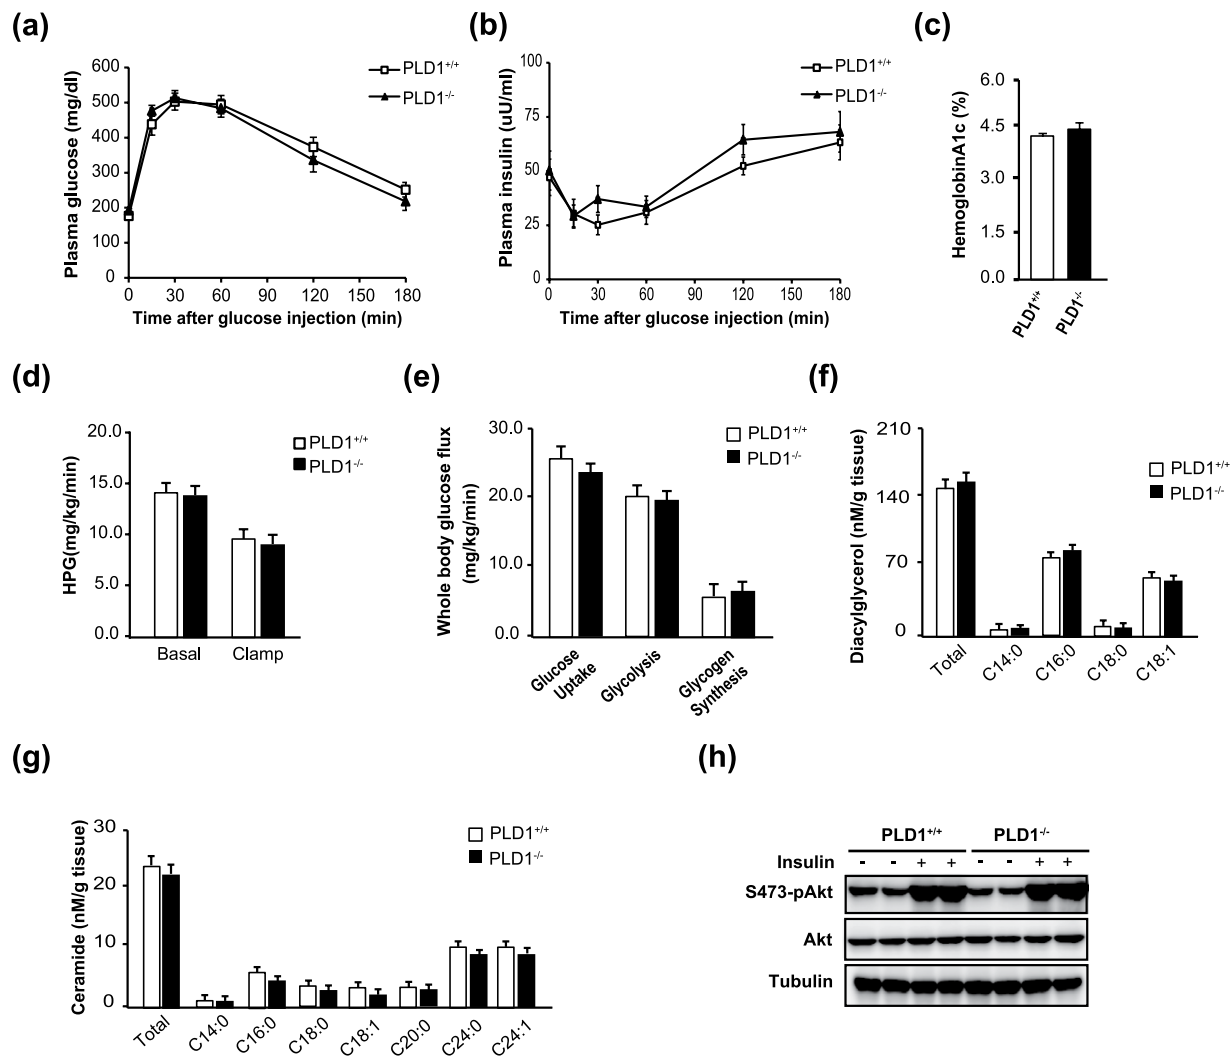 (a)
Plasma glucose (mg/dl)
600
500
400
300
200
100
0
0 30 60 90 120 150 180
Time after glucose injection (min)
PLD1+/+
PLD1-/-
(b)
Plasma insulin (uU/ml)
100
75
50
25
0
0 30 60 90 120 150 180
Time after glucose injection (min)
PLD1+/+
PLD1-/-
(c)
HemoglobinA1c (%)
6.0
4.5
3.0
1.5
0.0
PLD1+/+
PLD1-/-
(d)
HPG(mg/kg/min)
20.0
15.0
10.0
5.0
0.0
Basal Clamp
PLD1+/+
PLD1-/-
(e)
Whole body glucose flux
(mg/kg/min)
30.0
20.0
10.0
0.0
Glucose
Uptake
Glycolysis
Glycogen
Synthesis
PLD1+/+
PLD1-/-
(f)
Diacylglycerol (nM/g tissue)
210
140
70
0
Total C14:0 C16:0 C18:0 C18:1
PLD1+/+
PLD1-/-
(g)
Ceramide (nM/g tissue)
30
20
10
0
Total C14:0 C16:0 C18:0 C18:1 C20:0 C24:0 C24:1
PLD1+/+
PLD1-/-
(h)
PLD1+/+ PLD1-/-
Insulin - - + + - - + +
S473-pAkt
Akt
Tubulin